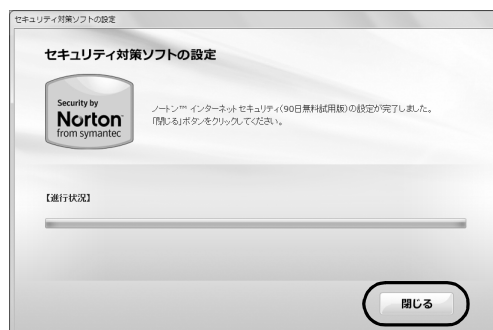 セキュリティ対策ソフトの設定
セキュリティ対策ソフトの設定
Security by
Norton
from symantec
ノートン™ インターネット セキュリティ(90日無料試用版)の設定が完了しました。
「閉じる」ボタンをクリックしてください。
【進行状況】
閉じる